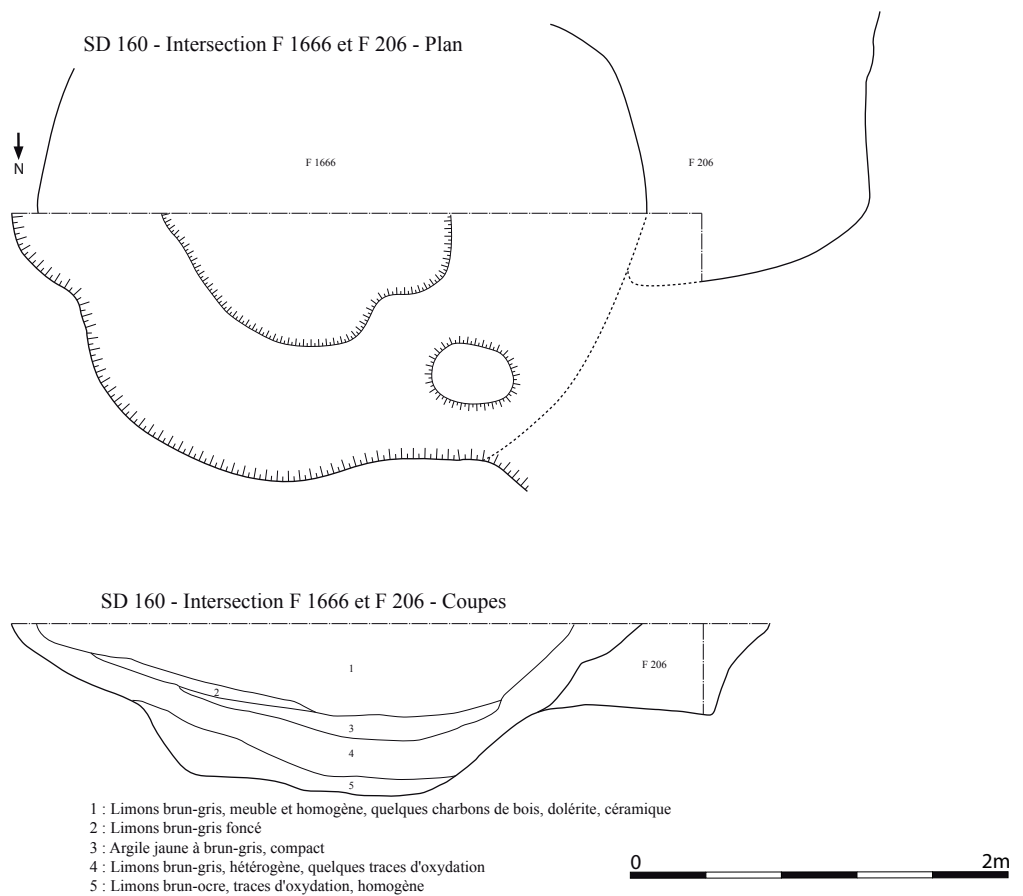 SD 160 - Intersection F 1666 et F 206 - Plan
N
F 1666
F 206
SD 160 - Intersection F 1666 et F 206 - Coupes
1
F 206
2
3
4
5
1 : Limons brun-gris, meuble et homogène, quelques charbons de bois, dolérite, céramique
2 : Limons brun-gris foncé
3 : Argile jaune à brun-gris, compact
4 : Limons brun-gris, hétérogène, quelques traces d'oxydation
5 : Limons brun-ocre, traces d'oxydation, homogène
0 2m